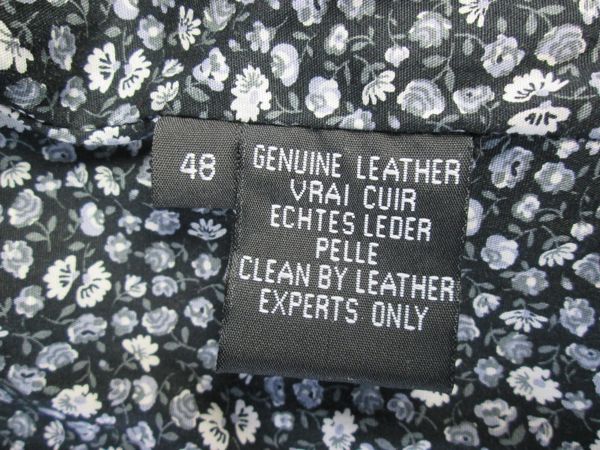 48
GENUINE LEATHER
VRAI CUIR
ECHTES LEDER
PELLE
CLEAN BY LEATHER
EXPERTS ONLY